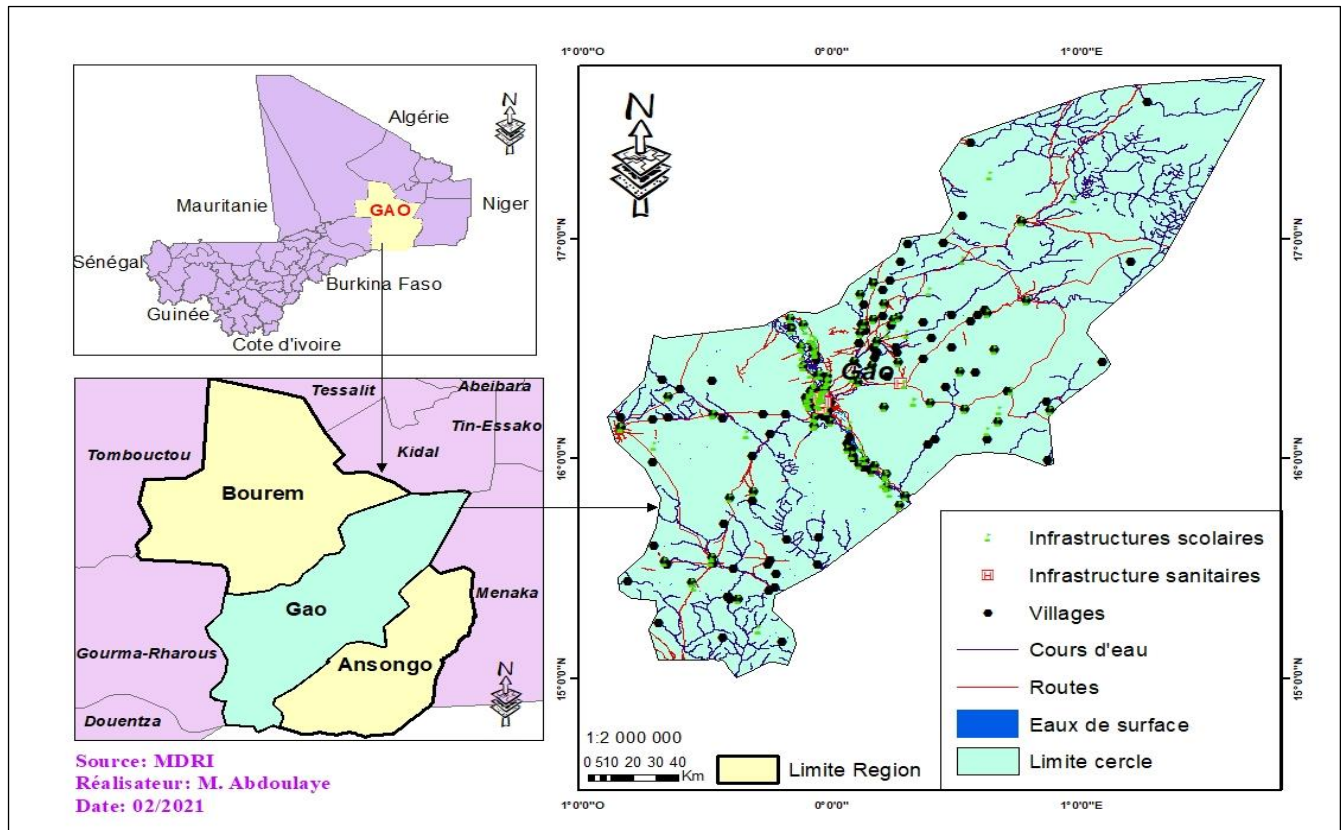 N
Algérie
Mauritanie
GAO
Niger
Sénégal
Burkina Faso
Guinée
Cote d'ivoire
Tessalit
Abeibara
Tin-Essako
Kidal
Tombouctou
Bourem
Gao
Menaka
Gourma-Rharous
Ansongo
N
Douentza
Source: MDRI
Réalisateur: M. Abdoulaye
Date: 02/2021
1°0'0"O 0°0'0" 1°0'0"E
N
17°0'0"N 17°0'0"N
Gao
H
16°0'0"N 16°0'0"N
15°0'0"N 15°0'0"N
Infrastructures scolaires
H Infrastructure sanitaires
Villages
Cours d'eau
Routes
Eaux de surface
Limite cercle
1:2 000 000
0 510 20 30 40
Km
Limite Region
1°0'0"O 0°0'0" 1°0'0"E